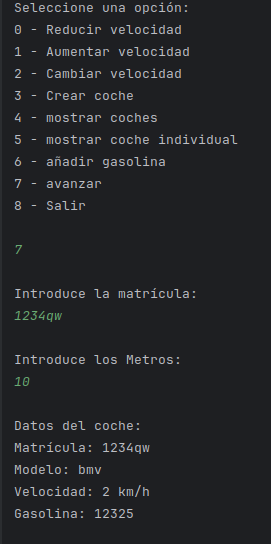 Seleccione una opción:
0 - Reducir velocidad
1 - Aumentar velocidad
2 - Cambiar velocidad
3 - Crear coche
4 - mostrar coches
5 - mostrar coche individual
6 - añadir gasolina
7 - avanzar
8 - Salir
7
Introduce la matrícula:
1234qw
Introduce los Metros:
10
Datos del coche:
Matrícula: 1234qw
Modelo: bmv
Velocidad: 2 km/h
Gasolina: 12325